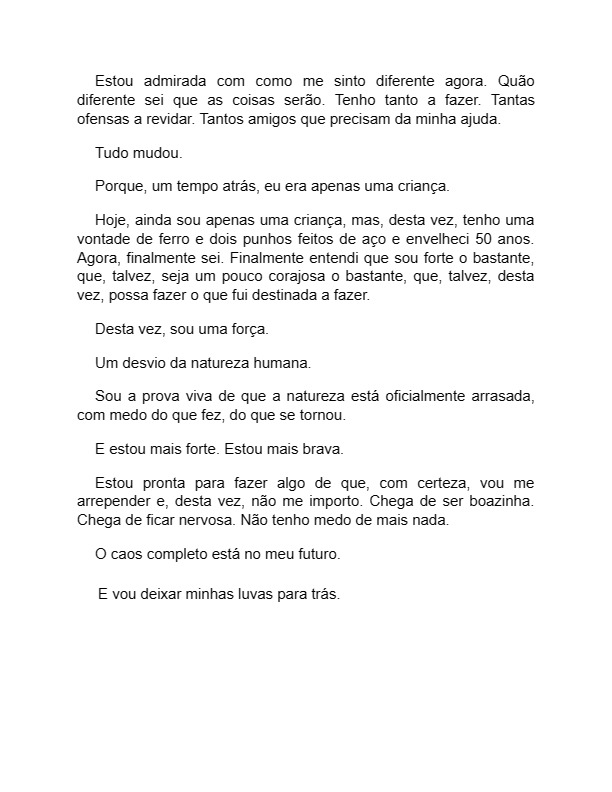 Estou admirada com como me sinto diferente agora. Quão
diferente sei que as coisas serão. Tenho tanto a fazer. Tantas
ofensas a revidar. Tantos amigos que precisam da minha ajuda.
Tudo mudou.
Porque, um tempo atrás, eu era apenas uma criança.
Hoje, ainda sou apenas uma criança, mas, desta vez, tenho uma
vontade de ferro e dois punhos feitos de aço e envelheci 50 anos.
Agora, finalmente sei. Finalmente entendi que sou forte o bastante,
que, talvez, seja um pouco corajosa o bastante, que, talvez, desta
vez, possa fazer o que fui destinada a fazer.
Desta vez, sou uma força.
Um desvio da natureza humana.
Sou a prova viva de que a natureza está oficialmente arrasada,
com medo do que fez, do que se tornou.
E estou mais forte. Estou mais brava.
Estou pronta para fazer algo de que, com certeza, vou me
arrepender e, desta vez, não me importo. Chega de ser boazinha.
Chega de ficar nervosa. Não tenho medo de mais nada.
O caos completo está no meu futuro.
E vou deixar minhas luvas para trás.